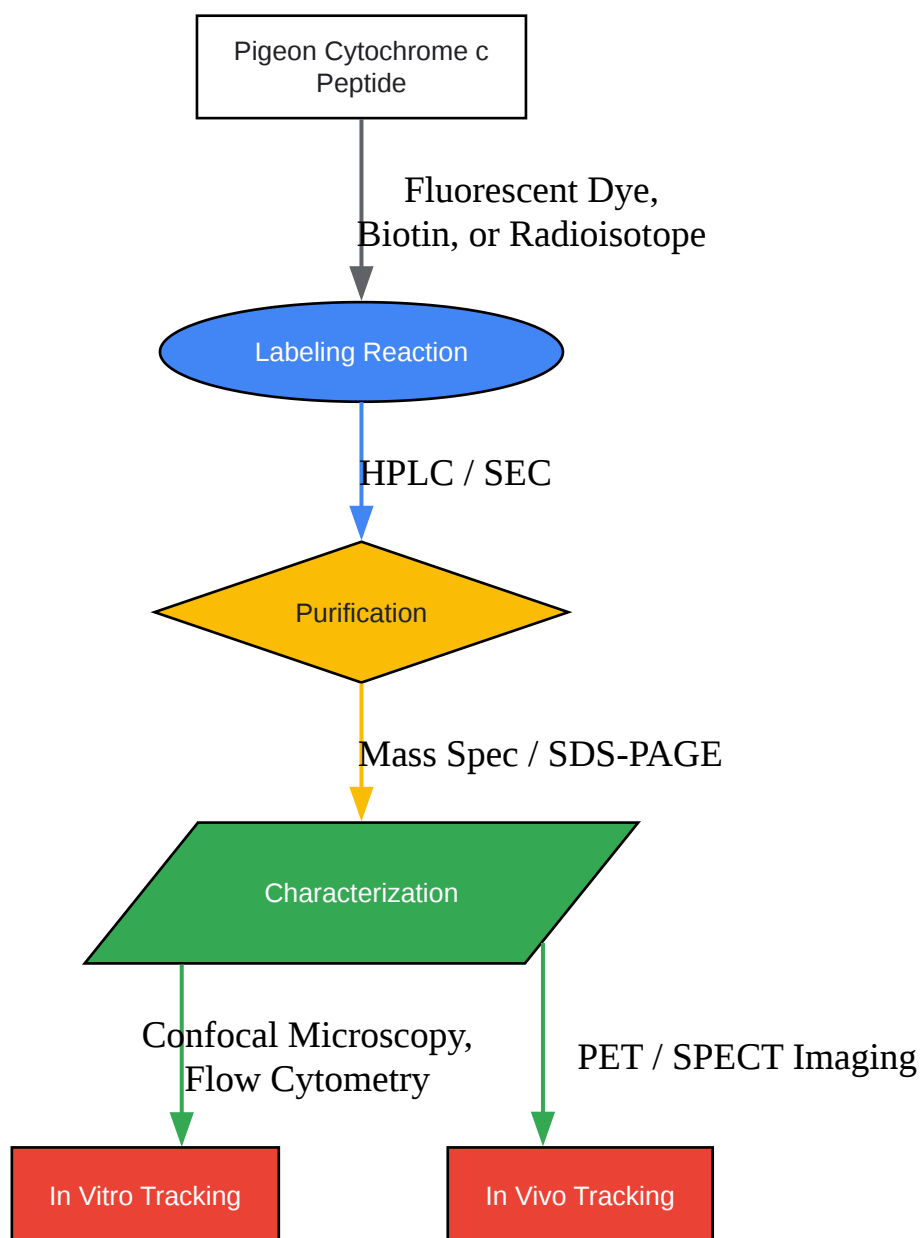 Pigeon Cytochrome c
Peptide
Fluorescent Dye,
Biotin, or Radioisotope
Labeling Reaction
HPLC / SEC
Purification
Mass Spec / SDS-PAGE
Characterization
Confocal Microscopy,
Flow Cytometry
PET / SPECT Imaging
In Vitro Tracking
In Vivo Tracking